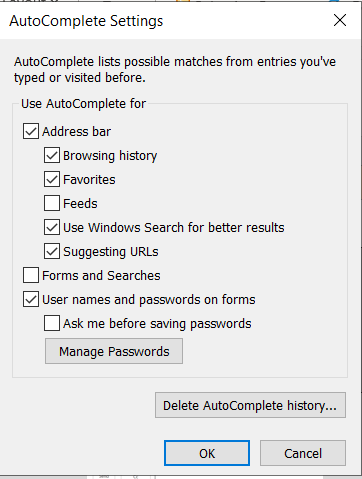 AutoComplete Settings
AutoComplete lists possible matches from entries you've
typed or visited before.
Use AutoComplete for
Address bar
Browsing history
Favorites
Feeds
Use Windows Search for better results
Suggesting URLs
Forms and Searches
User names and passwords on forms
Ask me before saving passwords
Manage Passwords
Delete AutoComplete history...
OK
Cancel